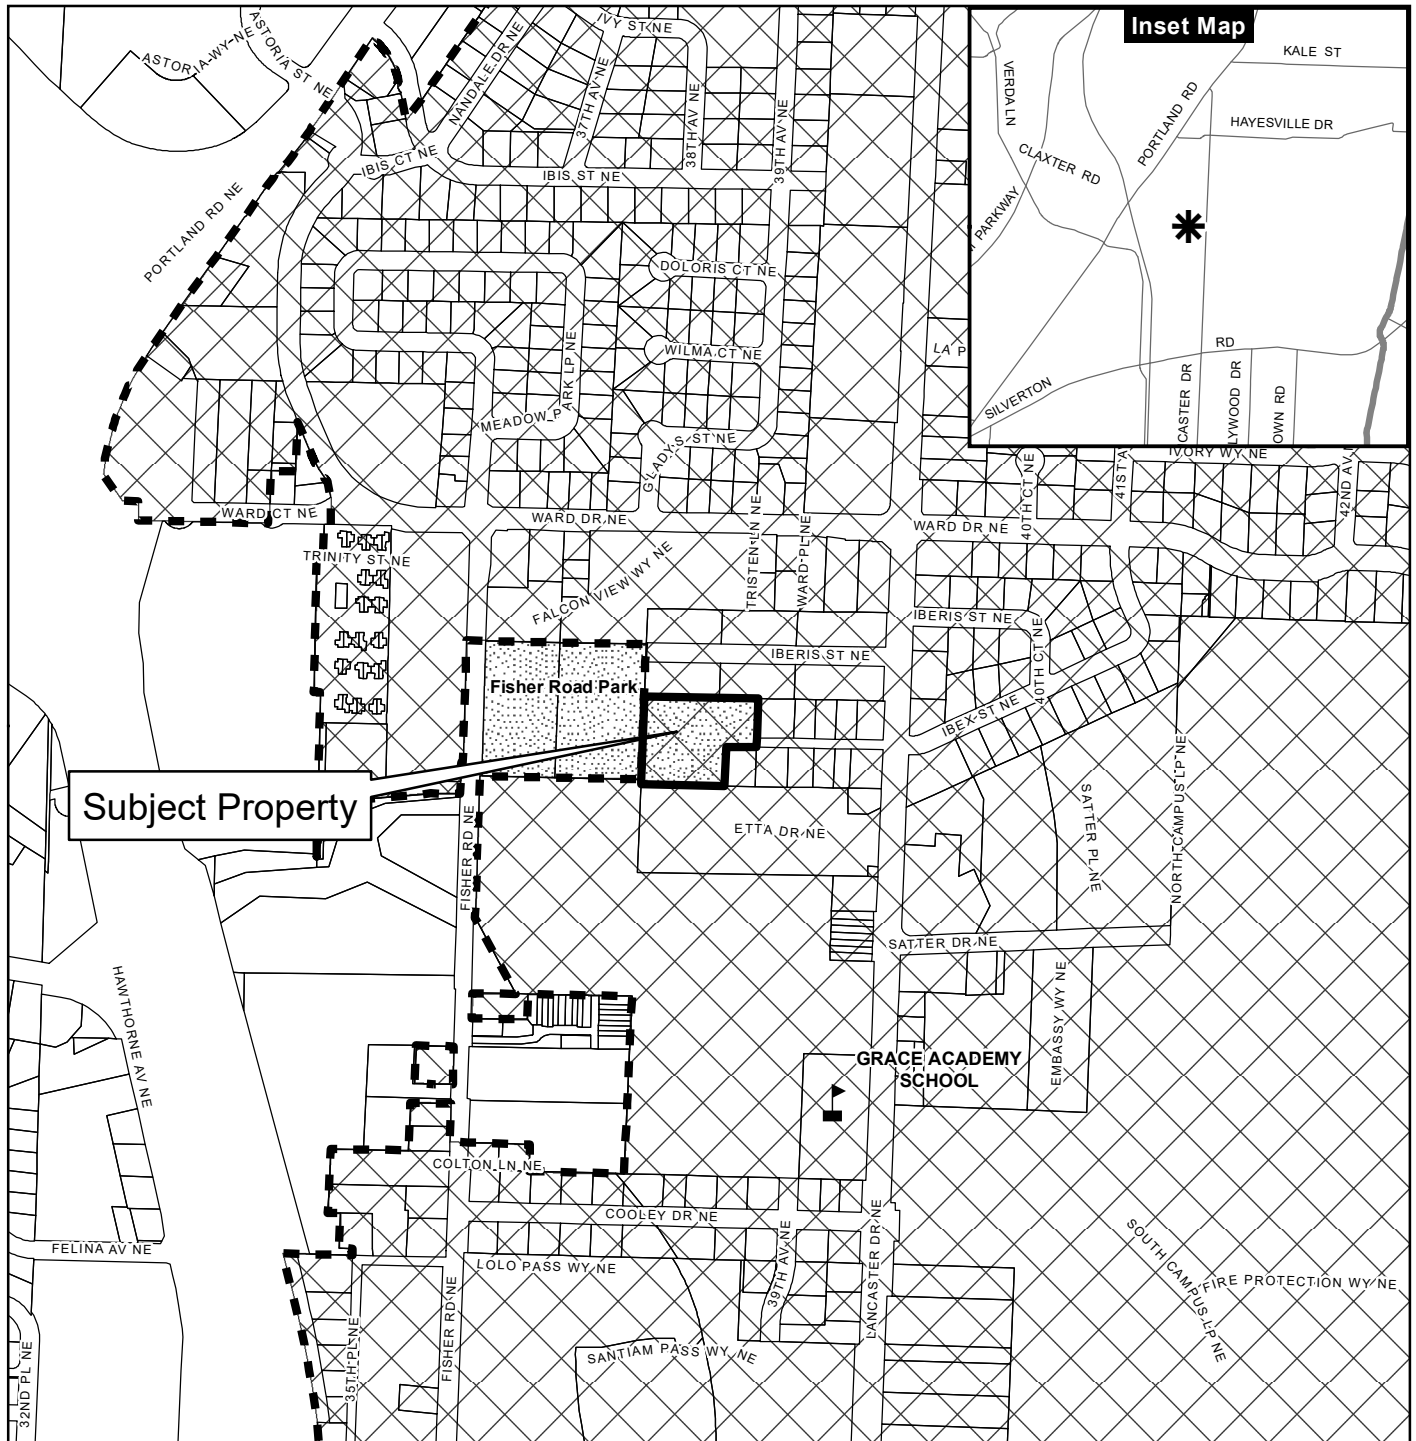 Inset Map
KALE ST
VERDA LN
PORTLAND RD
HAYESVILLE DR
CLAXTER RD
PARKWAY
RD
SILVERTON
CASTER DR
LYWOOD DR
OWN RD
ASTORIA WY NE
ASTORIA ST NE
NANDALE DR NE
IVY ST NE
37TH AV NE
38TH AV NE
39TH AV NE
IBIS CT NE
IBIS ST NE
PORTLAND RD NE
DOLORIS CT NE
WILMA CT NE
LA P
MEADOW PARK LP NE
GLADYS ST NE
IVORY WY NE
40TH CT NE
41ST A
42ND AV
WARD CT NE
WARD DR NE
WARD DR NE
TRISTEN LN NE
WARD PL NE
TRINITY ST NE
FALCON VIEW WY NE
IBERIS ST NE
IBERIS ST NE
40TH CT NE
Fisher Road Park
IBEX ST NE
NORTH CAMPUS LP NE
Subject Property
SATTER PL NE
ETTA DR NE
FISHER RD NE
SATTER DR NE
HAWTHORNE AV NE
EMBASSY WY NE
GRACE ACADEMY
SCHOOL
COLTON LN NE
COOLEY DR NE
39TH AV NE
LANCASTER DR NE
SOUTH CAMPUS LP NE
FIRE PROTECTION WY NE
FELINA AV NE
LOLO PASS WY NE
FISHER RD NE
35TH PL NE
SANTIAM PASS WY NE
32ND PL NE